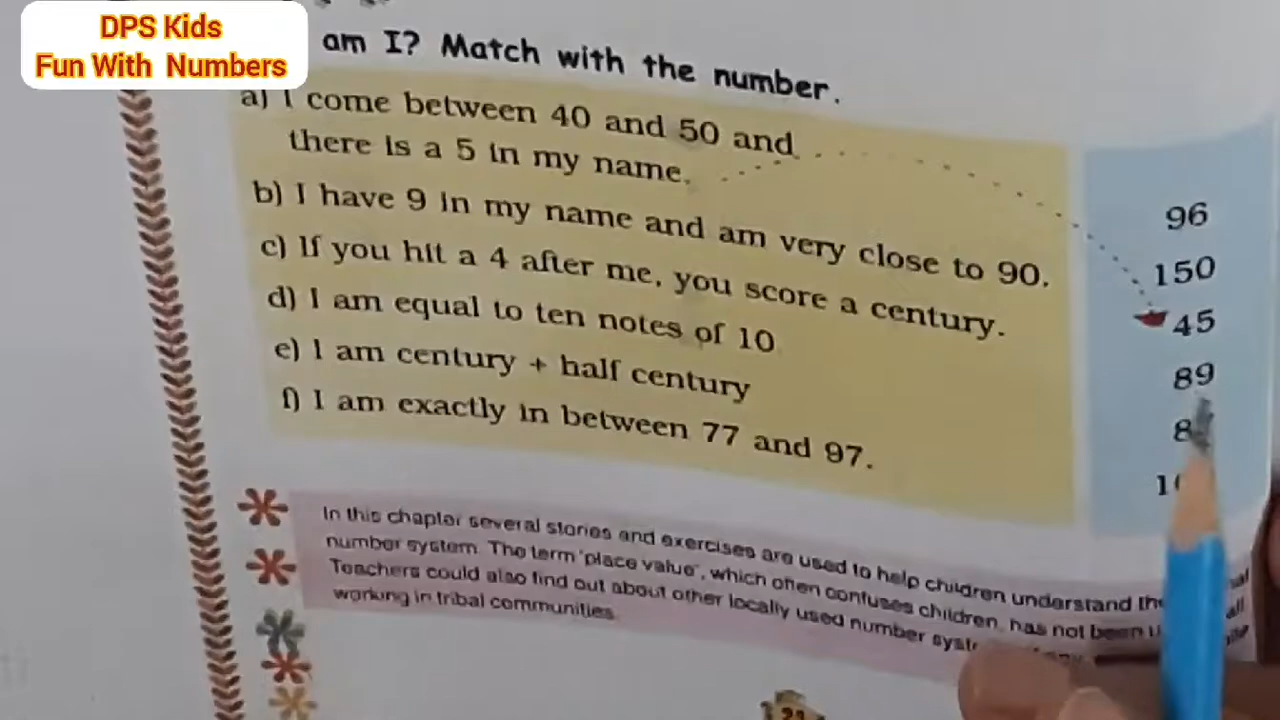 DPS Kids
Fun With Numbers
am I? Match with the number.
a) I come between 40 and 50 and
there is a 5 in my name.
b) I have 9 in my name and am very close to 90.
c) If you hit a 4 after me, you score a century.
d) I am equal to ten notes of 10
e) I am century + half century
f) I am exactly in between 77 and 97.
96
150
45
89
8
1
In this chapter several stories and exercises are used to help children understand
number system. The term 'place value', which often confuses children, has not been
Teachers could also find out about other locally used number
working in tribal communities.
23